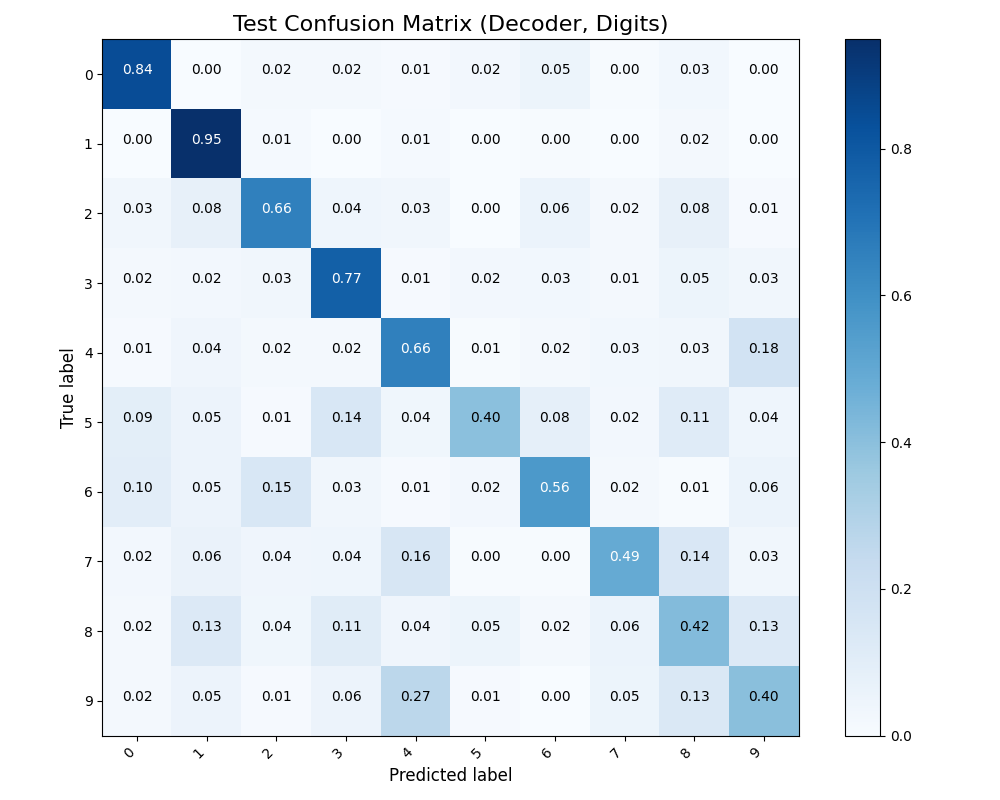 Test Confusion Matrix (Decoder, Digits)
0 0.84 0.00 0.02 0.02 0.01 0.02 0.05 0.00 0.03 0.00
1 0.00 0.95 0.01 0.00 0.01 0.00 0.00 0.00 0.02 0.00
2 0.03 0.08 0.66 0.04 0.03 0.00 0.06 0.02 0.08 0.01
3 0.02 0.02 0.03 0.77 0.01 0.02 0.03 0.01 0.05 0.03
4 0.01 0.04 0.02 0.02 0.66 0.01 0.02 0.03 0.03 0.18
5 0.09 0.05 0.01 0.14 0.04 0.40 0.08 0.02 0.11 0.04
6 0.10 0.05 0.15 0.03 0.01 0.02 0.56 0.02 0.01 0.06
7 0.02 0.06 0.04 0.04 0.16 0.00 0.00 0.49 0.14 0.03
8 0.02 0.13 0.04 0.11 0.04 0.05 0.02 0.06 0.42 0.13
9 0.02 0.05 0.01 0.06 0.27 0.01 0.00 0.05 0.13 0.40
0 1 2 3 4 5 6 7 8 9
Predicted label
True label
0.8
0.6
0.4
0.2
0.0